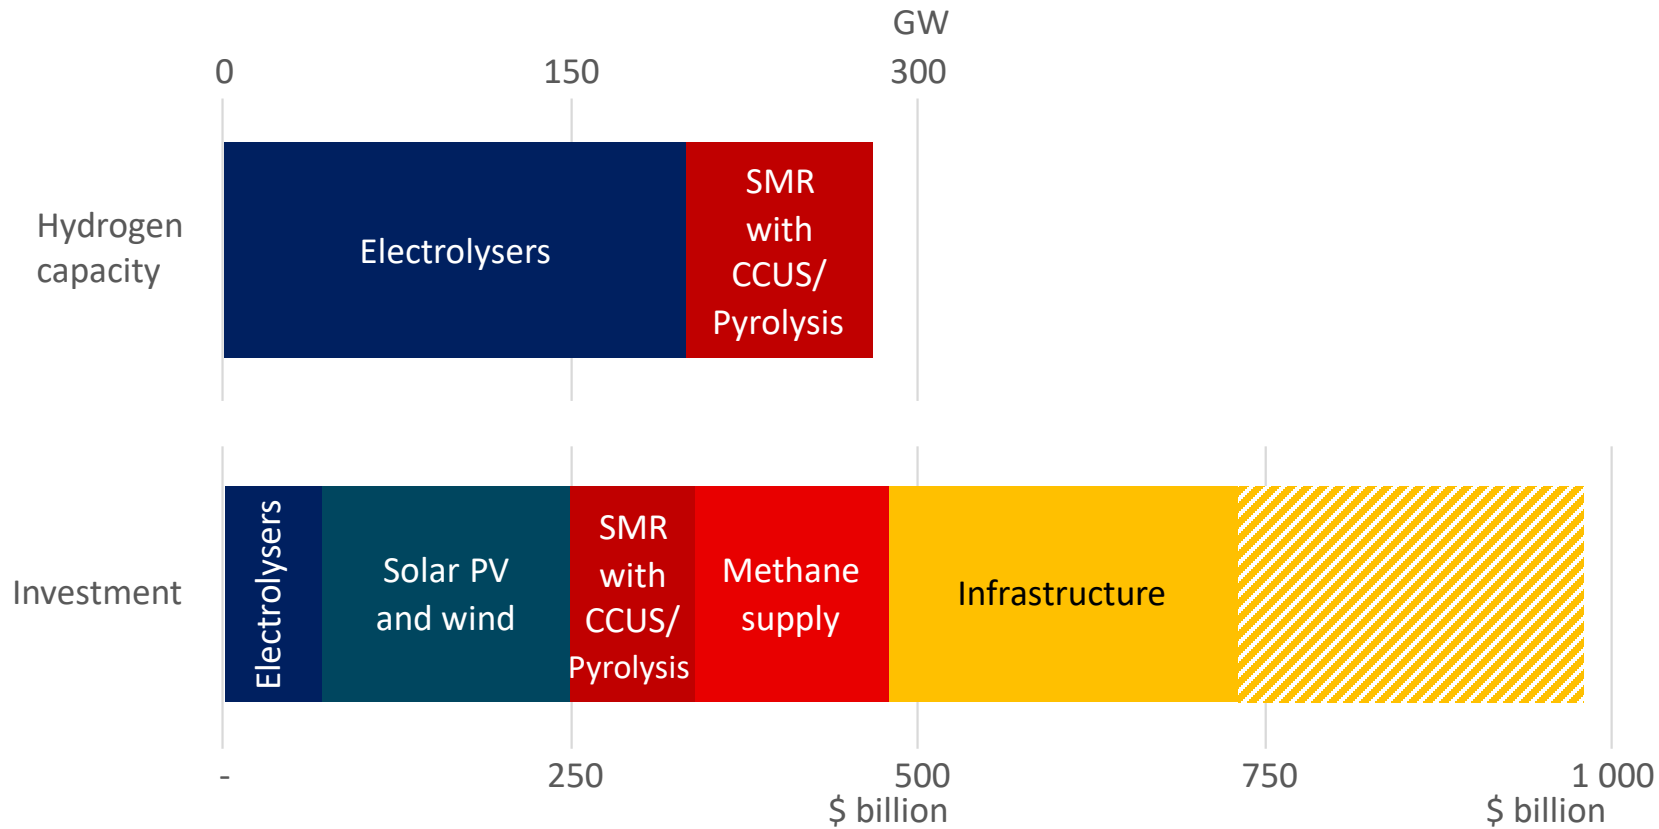 GW
0
150
300
Hydrogen
capacity
Electrolysers
SMR
with
CCUS/
Pyrolysis
Investment
Electrolysers
Solar PV
and wind
SMR
with
CCUS/
Pyrolysis
Methane
supply
Infrastructure
-
250
500
750
1 000
$ billion
$ billion